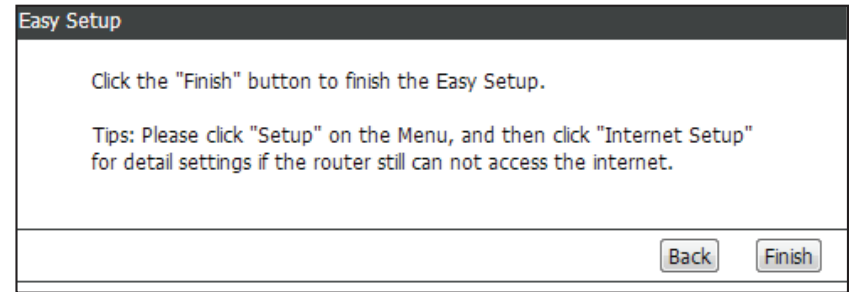 Easy Setup
Click the "Finish" button to finish the Easy Setup.
Tips: Please click "Setup" on the Menu, and then click "Internet Setup"
for detail settings if the router still can not access the internet.
Back Finish